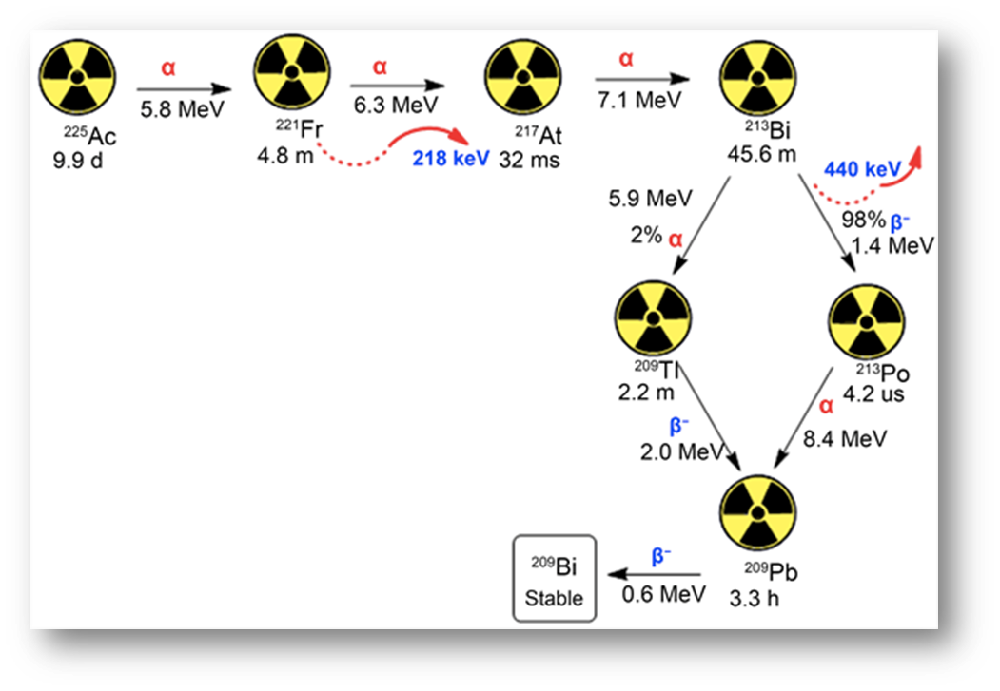 α
5.8 MeV
α
6.3 MeV
α
7.1 MeV
²²⁵Ac
9.9 d
²²¹Fr
4.8 m
218 keV
²¹⁷At
32 ms
²¹³Bi
45.6 m
440 keV
5.9 MeV
2% α
98% β⁻
1.4 MeV
²⁰⁹Tl
2.2 m
²¹³Po
4.2 us
β⁻
2.0 MeV
α
8.4 MeV
²⁰⁹Pb
3.3 h
β⁻
0.6 MeV
²⁰⁹Bi
Stable